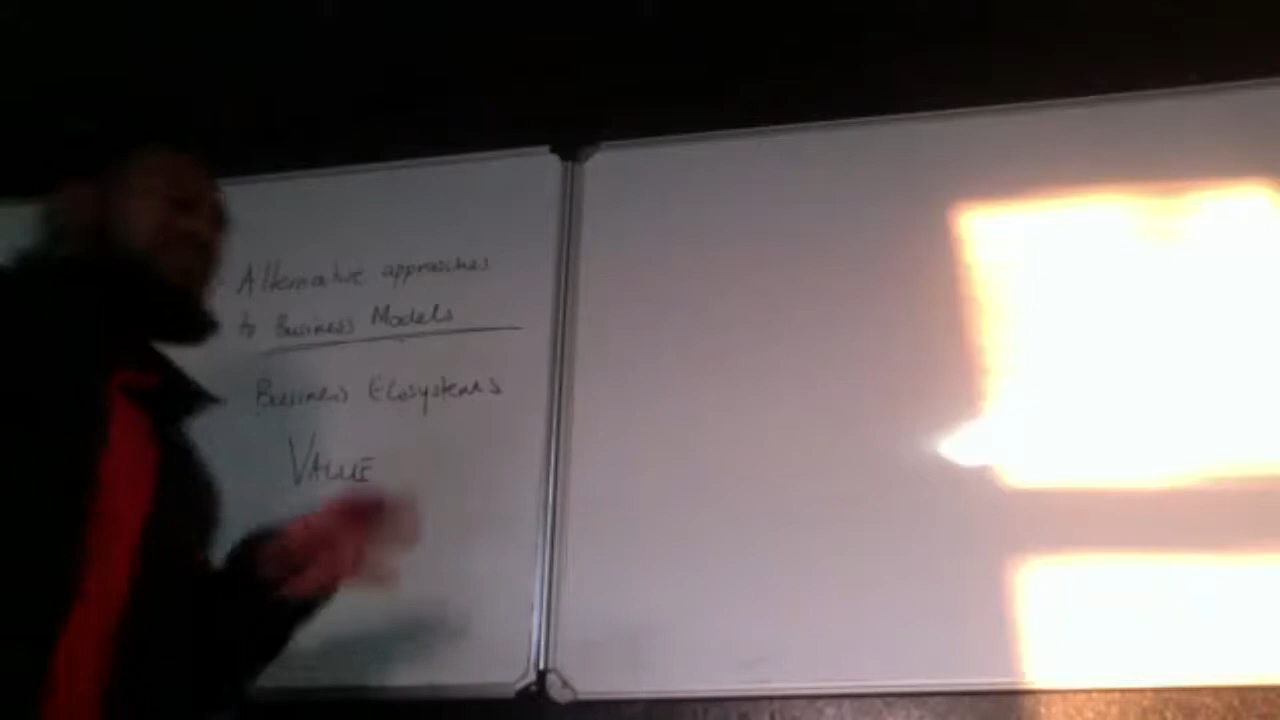 Alternative approaches
to Business Models
Business Ecosystems
VALUE